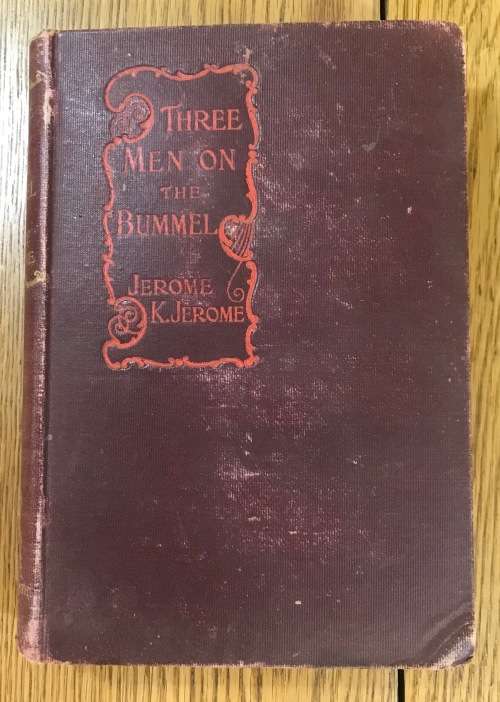 THREE
MEN ON
THE
BUMMEL
JEROME
K. JEROME